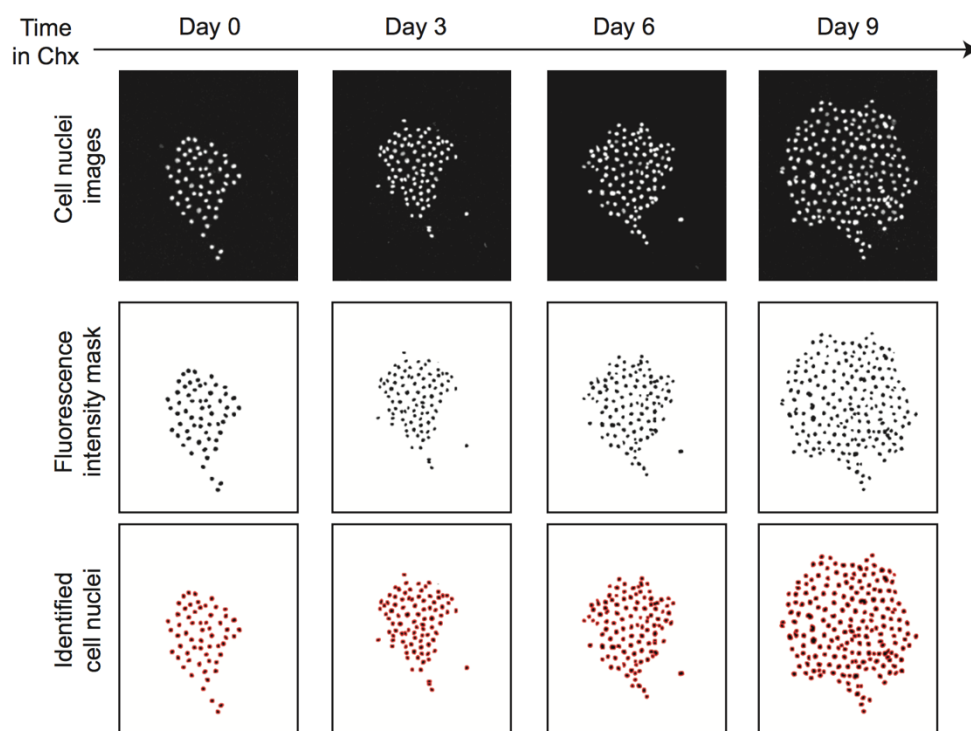 Time
in Chx
Day 0
Day 3
Day 6
Day 9
Cell nuclei
images
Fluorescence
intensity mask
Identified
cell nuclei